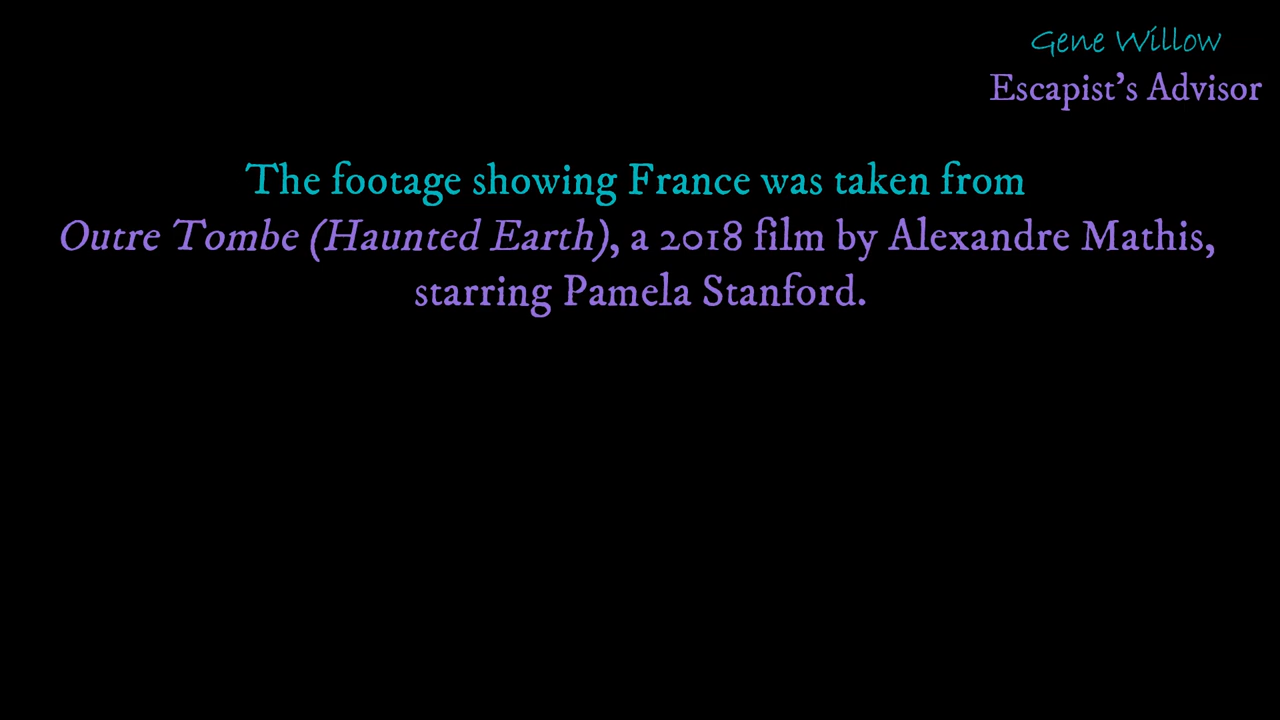 Gene Willow
Escapist's Advisor
The footage showing France was taken from
Outre Tombe (Haunted Earth), a 2018 film by Alexandre Mathis,
starring Pamela Stanford.